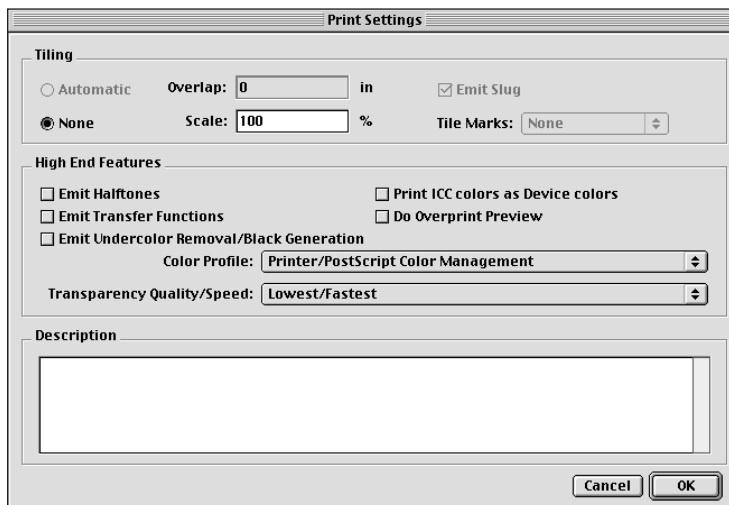 Print Settings
Tiling
Automatic Overlap: 0 in Emit Slug
None Scale: 100 % Tile Marks: None
High End Features
Emit Halftones Print ICC colors as Device colors
Emit Transfer Functions Do Overprint Preview
Emit Undercolor Removal/Black Generation
Color Profile: Printer/PostScript Color Management
Transparency Quality/Speed: Lowest/Fastest
Description
Cancel OK